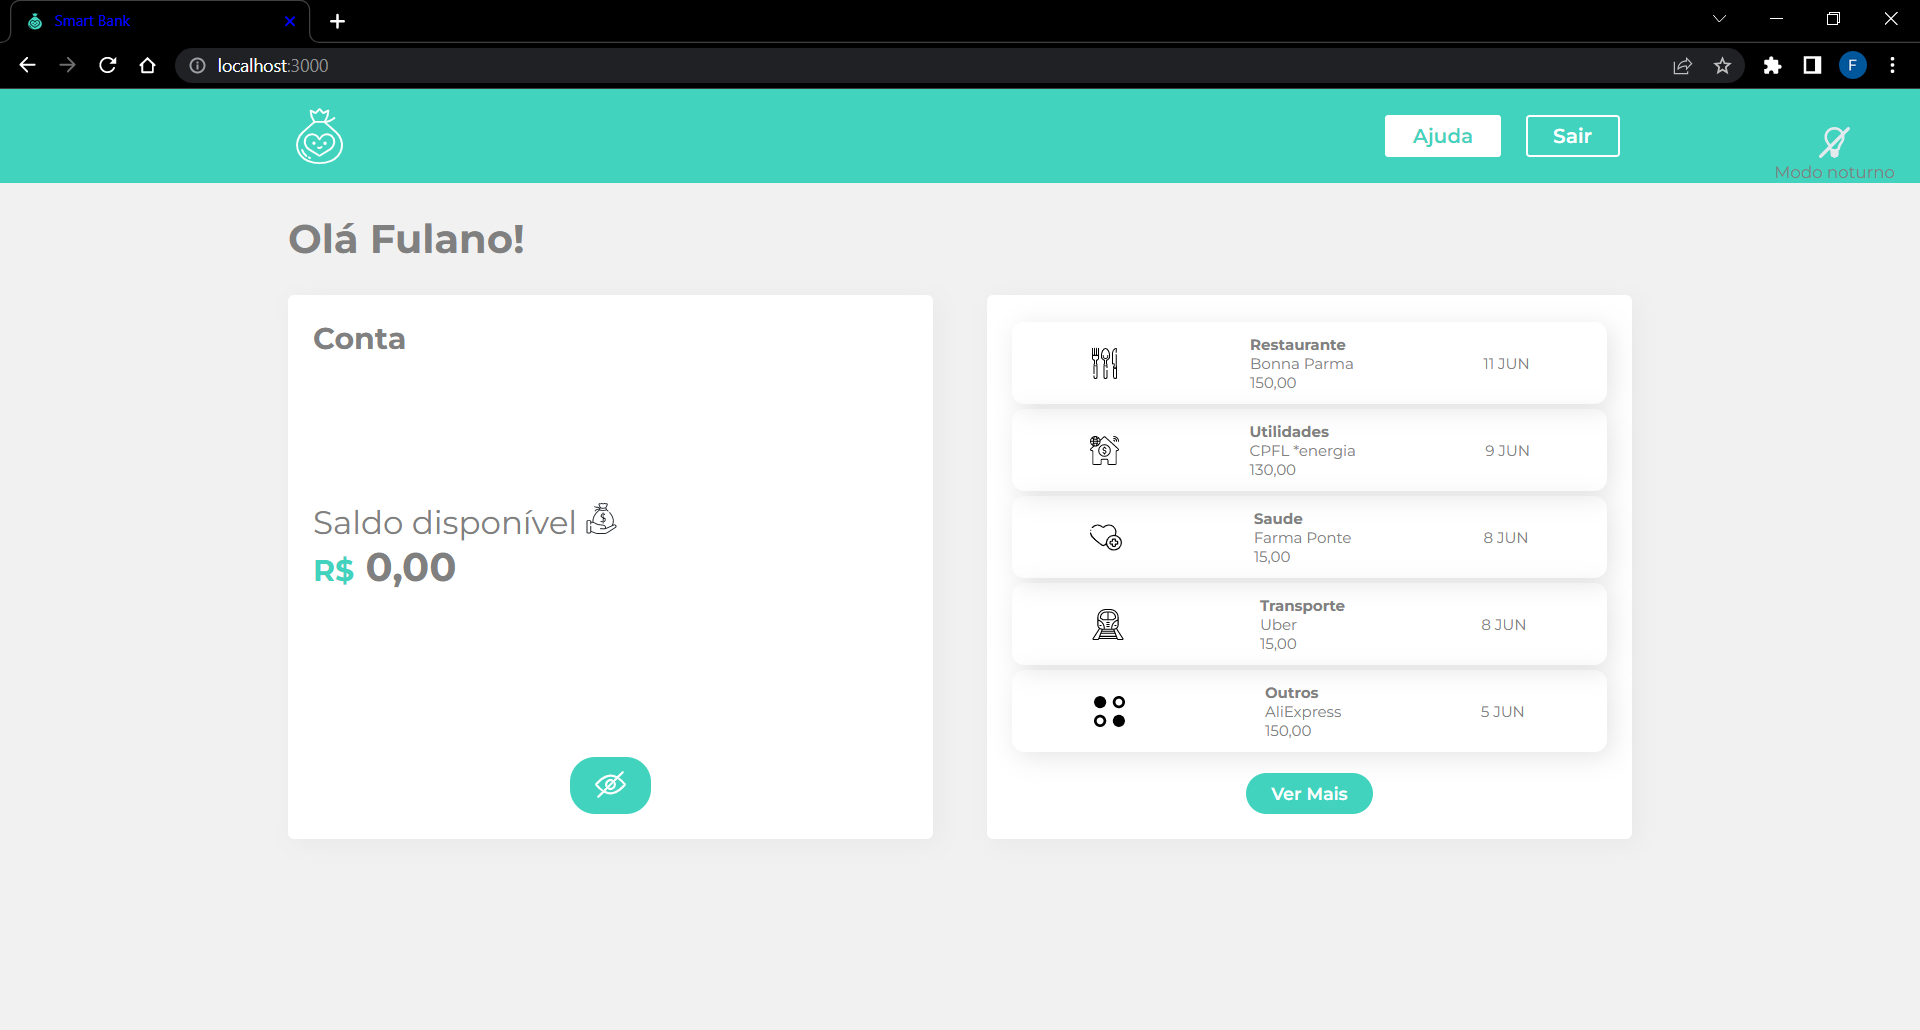 Smart Bank
localhost:3000
F
Ajuda
Sair
Modo noturno
Olá Fulano!
Conta
Saldo disponível
R$ 0,00
Restaurante
Bonna Parma
150,00
11 JUN
Utilidades
CPFL *energia
130,00
9 JUN
Saude
Farma Ponte
15,00
8 JUN
Transporte
Uber
15,00
8 JUN
Outros
AliExpress
150,00
5 JUN
Ver Mais